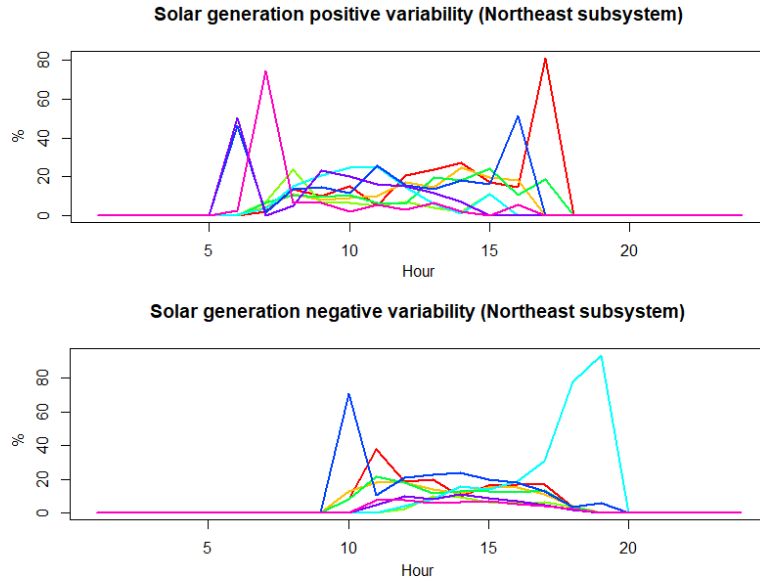 Solar generation positive variability (Northeast subsystem)
%
0 20 40 60 80
5 10 15 20
Hour
Solar generation negative variability (Northeast subsystem)
%
0 20 40 60 80
5 10 15 20
Hour